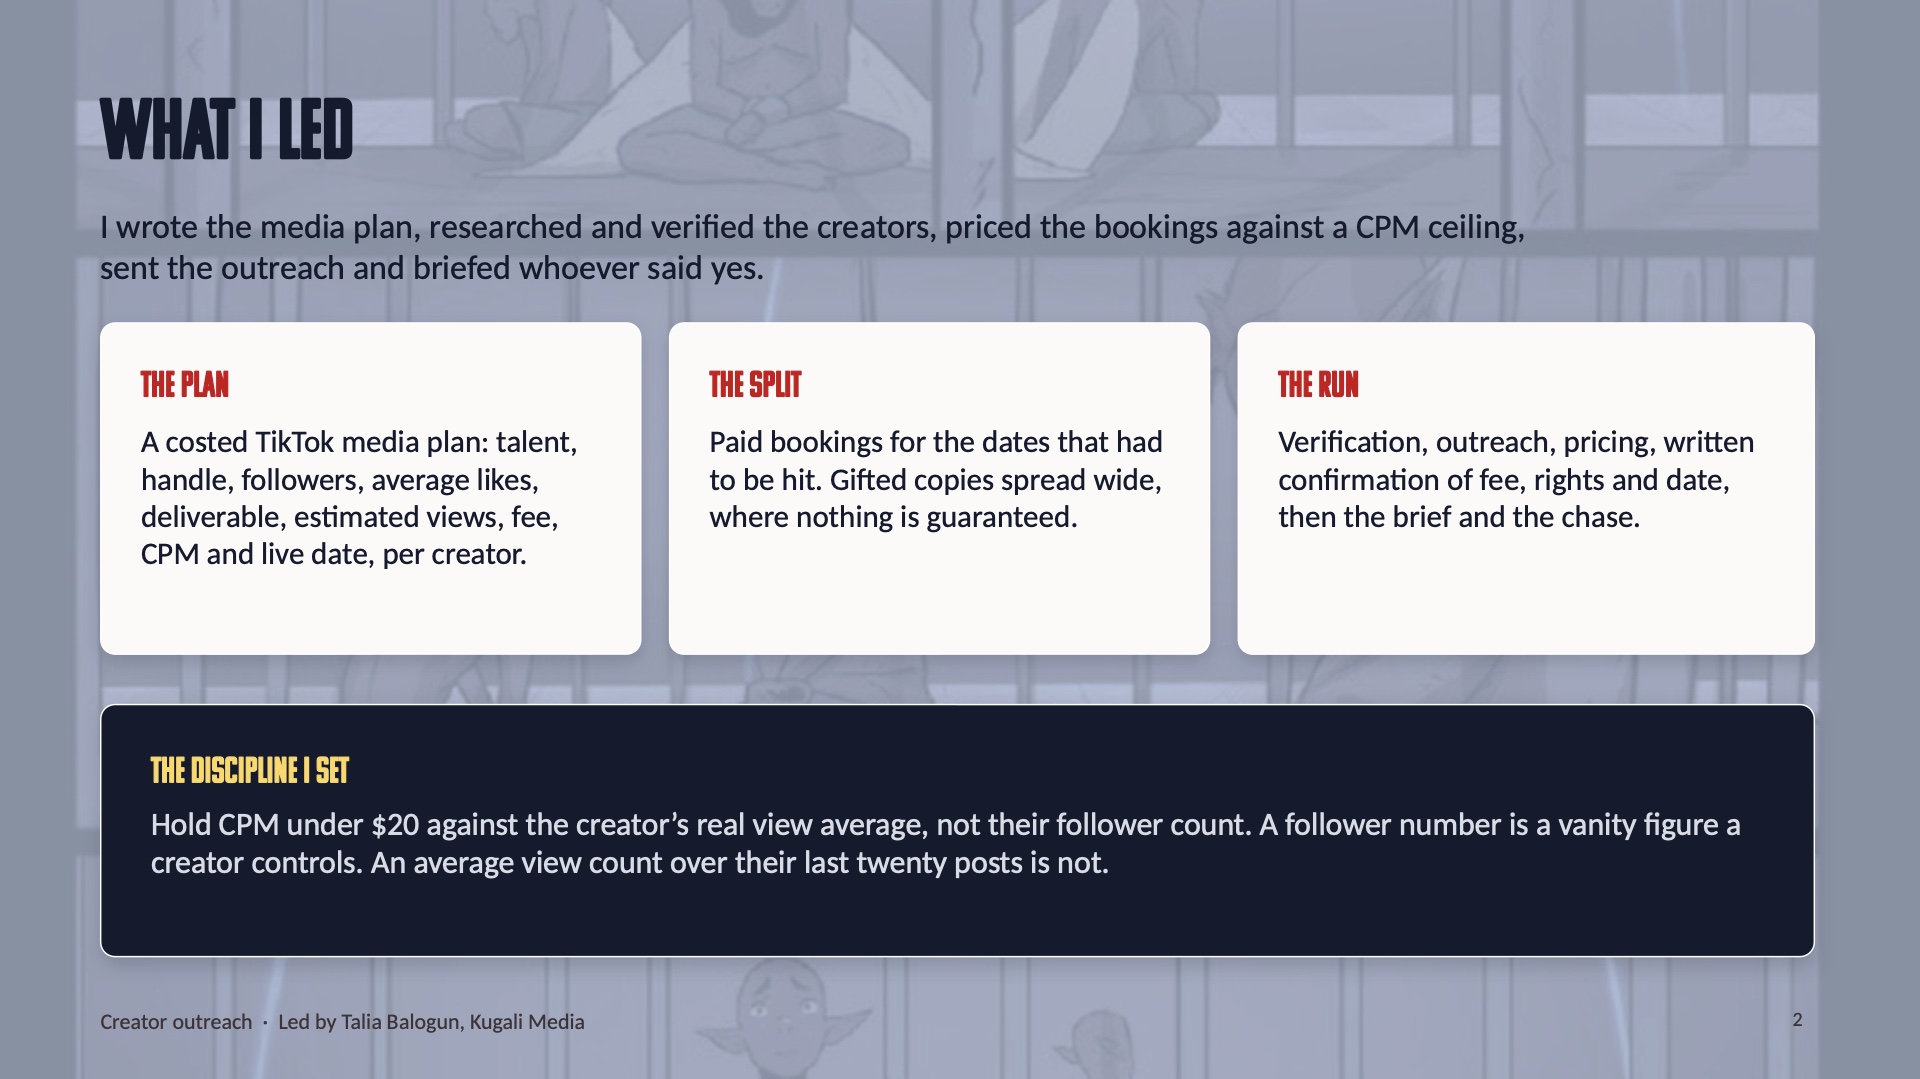 WHAT I LED
I wrote the media plan, researched and verified the creators, priced the bookings against a CPM ceiling,
sent the outreach and briefed whoever said yes.
THE PLAN
A costed TikTok media plan: talent,
handle, followers, average likes,
deliverable, estimated views, fee,
CPM and live date, per creator.
THE SPLIT
Paid bookings for the dates that had
to be hit. Gifted copies spread wide,
where nothing is guaranteed.
THE RUN
Verification, outreach, pricing, written
confirmation of fee, rights and date,
then the brief and the chase.
THE DISCIPLINE I SET
Hold CPM under $20 against the creator’s real view average, not their follower count. A follower number is a vanity figure a
creator controls. An average view count over their last twenty posts is not.
Creator outreach · Led by Talia Balogun, Kugali Media
2